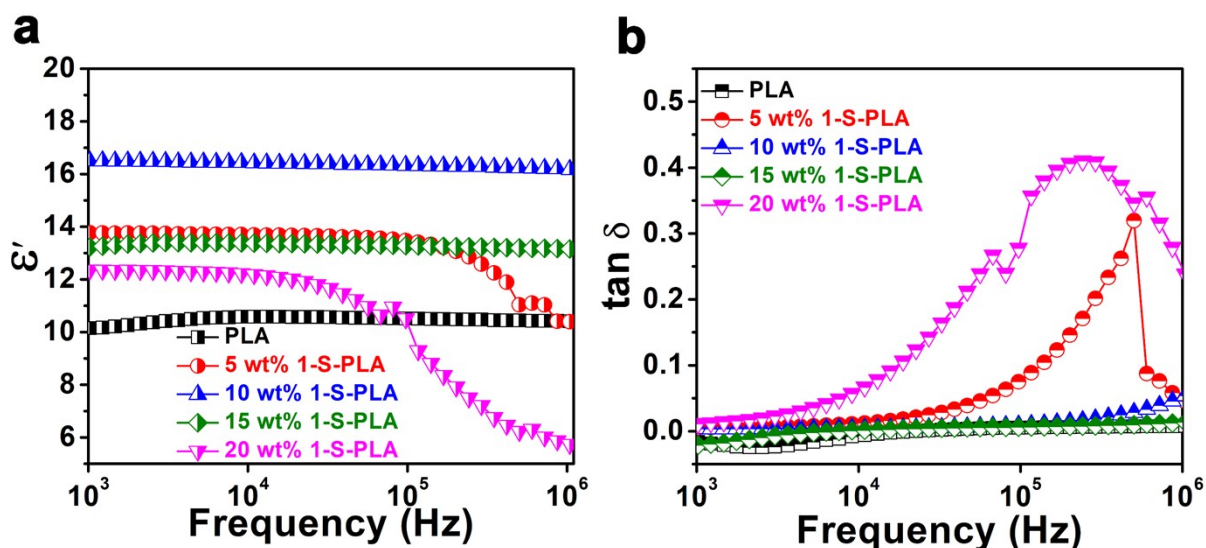 a
20
18
16
14
12
10
8
6
ε′
PLA
5 wt% 1-S-PLA
10 wt% 1-S-PLA
15 wt% 1-S-PLA
20 wt% 1-S-PLA
10³ 10⁴ 10⁵ 10⁶
Frequency (Hz)
b
0.5
0.4
0.3
0.2
0.1
0.0
tan δ
PLA
5 wt% 1-S-PLA
10 wt% 1-S-PLA
15 wt% 1-S-PLA
20 wt% 1-S-PLA
10³ 10⁴ 10⁵ 10⁶
Frequency (Hz)